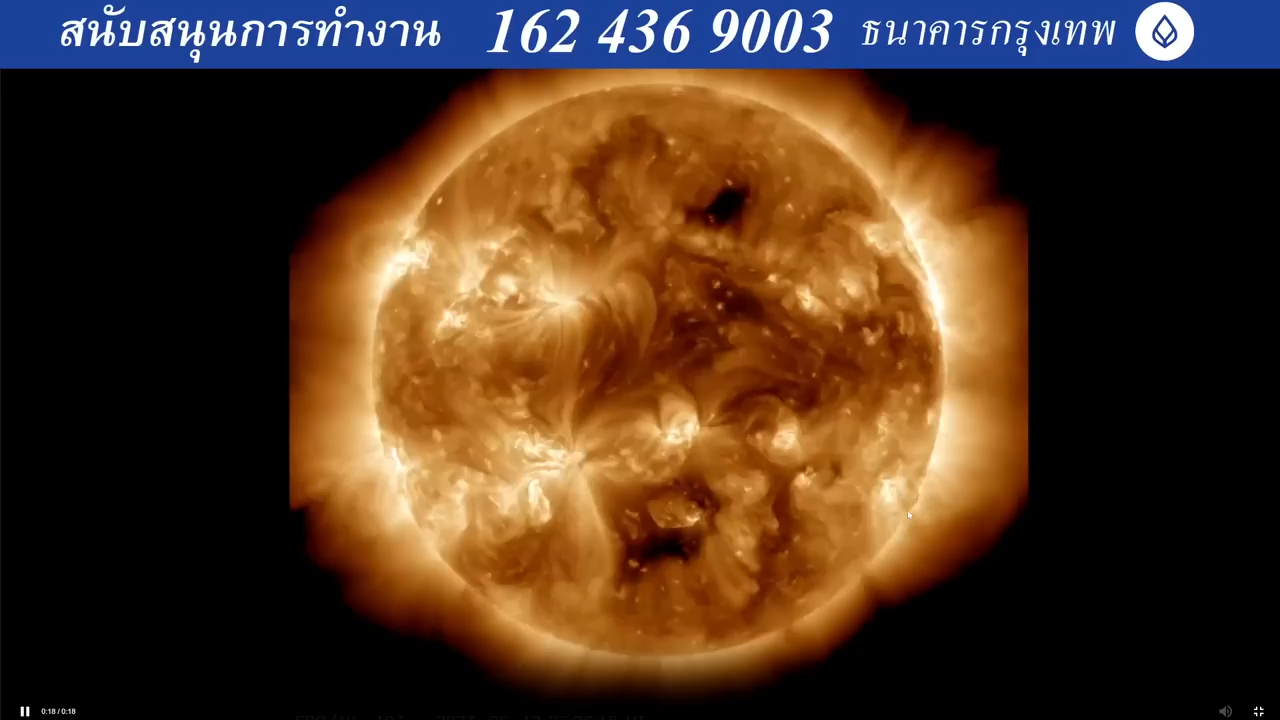 สนับสนุนการทำงาน 162 436 9003 ธนาคารกรุงเทพ
0:18 / 0:18